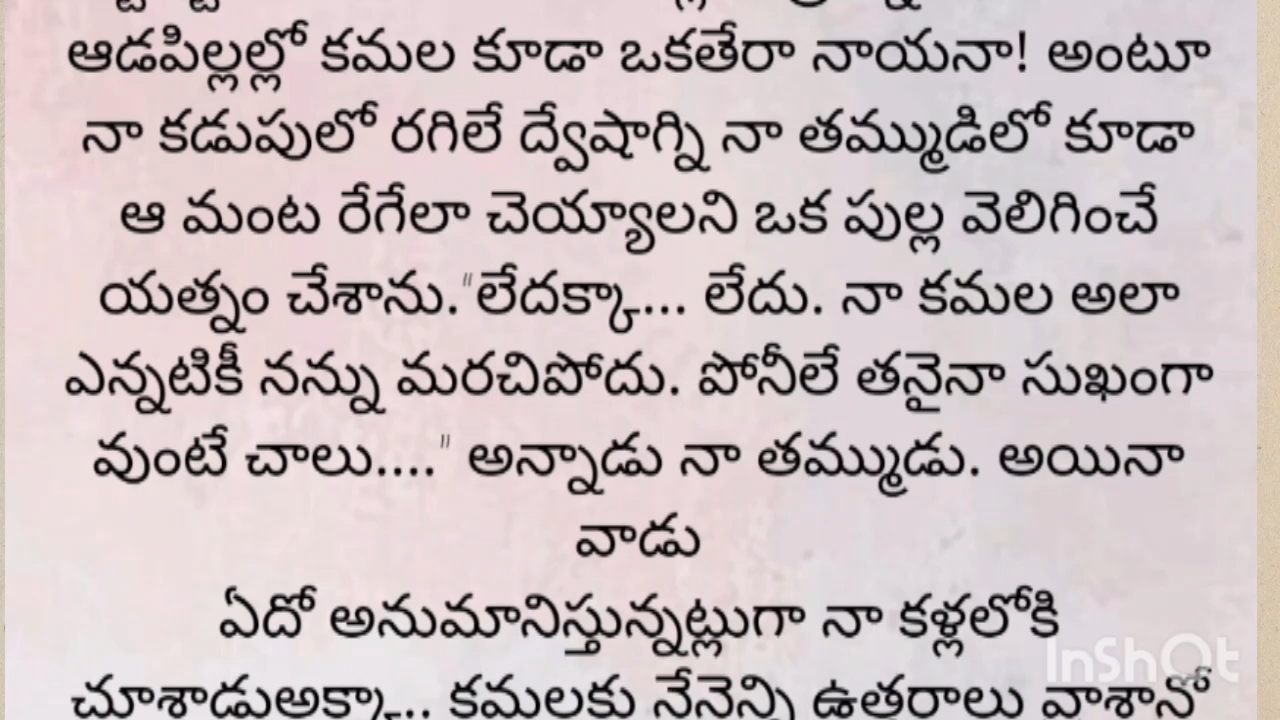 ఆడపిల్లల్లో కమల కూడా ఒకతేరా నాయనా! అంటూ
నా కడుపులో రగిలే ద్వేషాగ్ని నా తమ్ముడిలో కూడా
ఆ మంట రేగేలా చెయ్యాలని ఒక పుల్ల వెలిగించే
యత్నం చేశాను."లేదక్కా... లేదు. నా కమల అలా
ఎన్నటికీ నన్ను మరచిపోదు. పోనీలే తనైనా సుఖంగా
వుంటే చాలు...." అన్నాడు నా తమ్ముడు. అయినా
వాడు
ఏదో అనుమానిస్తున్నట్లుగా నా కళ్లలోకి
చూశాడుఅక్కా... కమలకు నేనెన్ని ఉత్తరాలు వ్రాశానో
InShOt